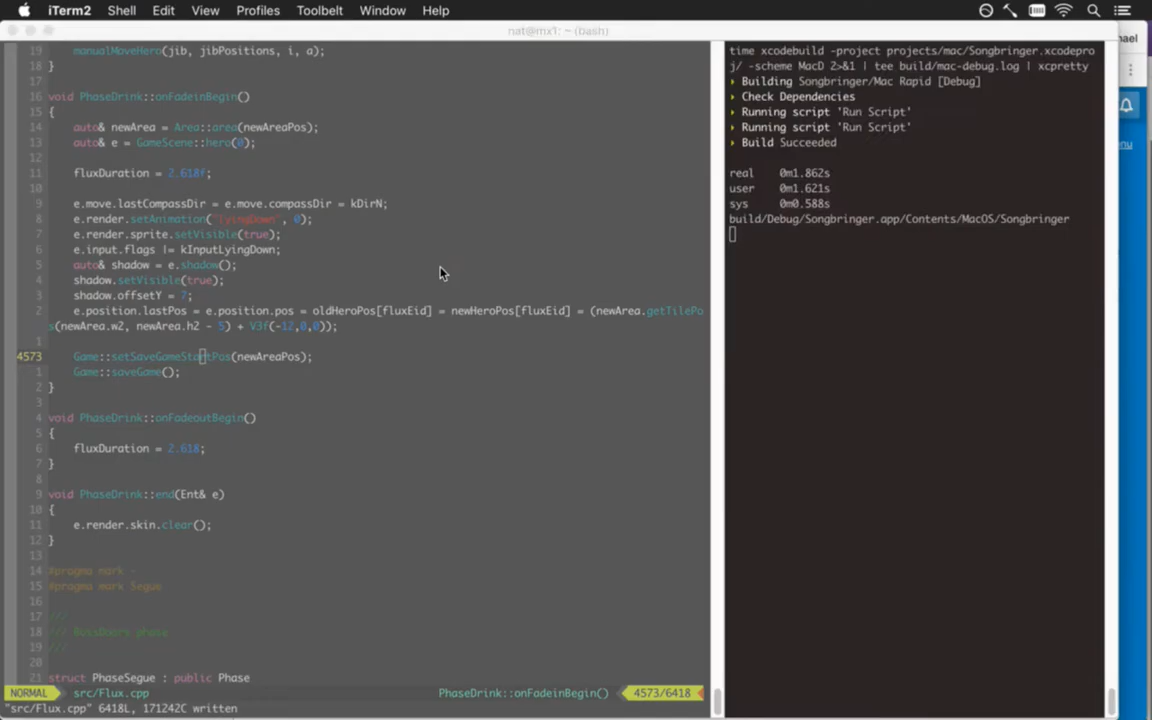 iTerm2 Shell Edit View Profiles Toolbelt Window Help
nat@mx1: ~ (bash)
19 manualMoveHero(jib, jibPositions, i, a);
18 }
17
16 void PhaseDrink::onFadeinBegin()
15 {
14 auto& newArea = Area::area(newAreaPos);
13 auto& e = GameScene::hero(0);
12
11 fluxDuration = 2.618f;
10
9 e.move.lastCompassDir = e.move.compassDir = kDirN;
8 e.render.setAnimation("lyingDown", 0);
7 e.render.sprite.setVisible(true);
6 e.input.flags |= kInputLyingDown;
5 auto& shadow = e.shadow();
4 shadow.setVisible(true);
3 shadow.offsetY = 7;
2 e.position.lastPos = e.position.pos = oldHeroPos[fluxEid] = newHeroPos[fluxEid] = (newArea.getTilePo
s(newArea.w2, newArea.h2 - 5) + V3f(-12,0,0));
1
4573 Game::setSaveGameStartPos(newAreaPos);
1 Game::saveGame();
2 }
3
4 void PhaseDrink::onFadeoutBegin()
5 {
6 fluxDuration = 2.618;
7 }
8
9 void PhaseDrink::end(Ent& e)
10 {
11 e.render.skin.clear();
12 }
13
14 #pragma mark -
15 #pragma mark Segue
16
17 ///
18 /// BossDoors phase
19 ///
20
21 struct PhaseSegue : public Phase
NORMAL src/Flux.cpp PhaseDrink::onFadeinBegin() 4573/6418
"src/Flux.cpp" 6418L, 171242C written
time xcodebuild -project projects/mac/Songbringer.xcodepro
j/ -scheme MacD 2>&1 | tee build/mac-debug.log | xcpretty
› Building Songbringer/Mac Rapid [Debug]
› Check Dependencies
› Running script 'Run Script'
› Running script 'Run Script'
› Build Succeeded
real 0m1.862s
user 0m1.621s
sys 0m0.588s
build/Debug/Songbringer.app/Contents/MacOS/Songbringer